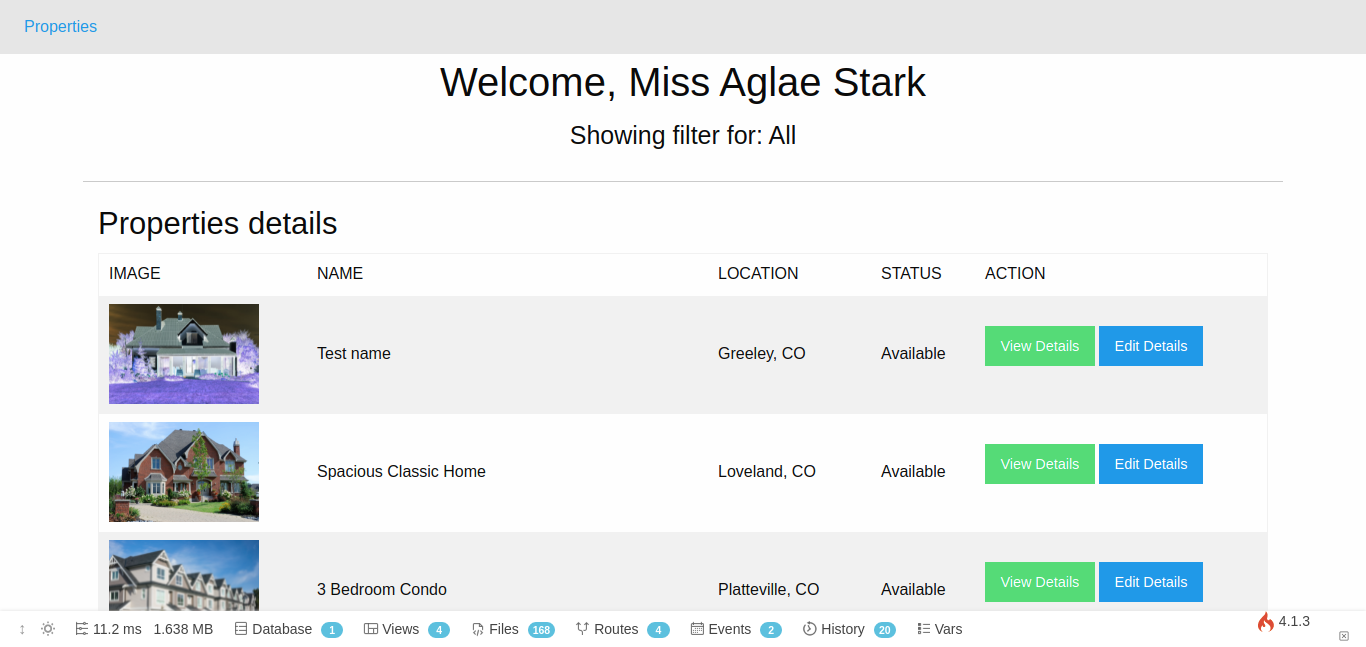 Properties
Welcome, Miss Aglae Stark
Showing filter for: All
Properties details
IMAGE NAME LOCATION STATUS ACTION
Test name Greeley, CO Available View Details Edit Details
Spacious Classic Home Loveland, CO Available View Details Edit Details
3 Bedroom Condo Platteville, CO Available View Details Edit Details
11.2 ms 1.638 MB Database 1 Views 4 Files 168 Routes 4 Events 2 History 20 Vars 4.1.3